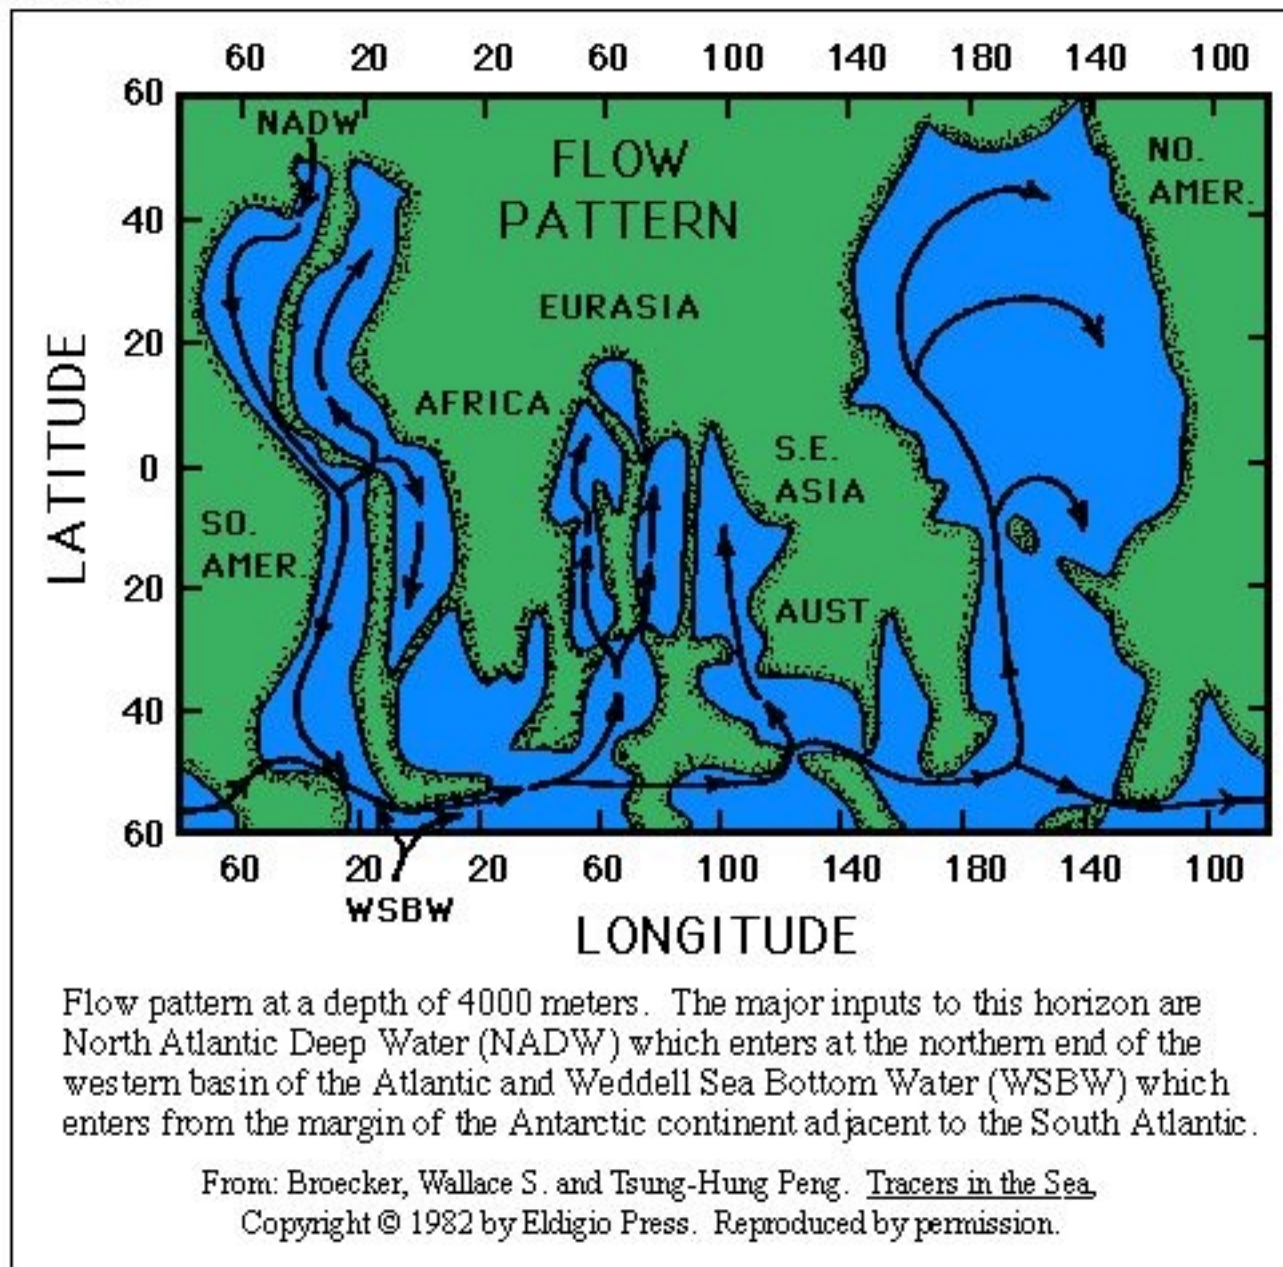 60 20 20 60 100 140 180 140 100
60
NADW
FLOW
PATTERN
NO.
AMER.
40
EURASIA
20
AFRICA
LATITUDE
0
S.E.
ASIA
SO.
AMER.
20
AUST
40
60
60 20 20 60 100 140 180 140 100
WSBW
LONGITUDE
Flow pattern at a depth of 4000 meters. The major inputs to this horizon are
North Atlantic Deep Water (NADW) which enters at the northern end of the
western basin of the Atlantic and Weddell Sea Bottom Water (WSBW) which
enters from the margin of the Antarctic continent adjacent to the South Atlantic.
From: Broecker, Wallace S. and Tsung-Hung Peng. Tracers in the Sea,
Copyright © 1982 by Eldigio Press. Reproduced by permission.